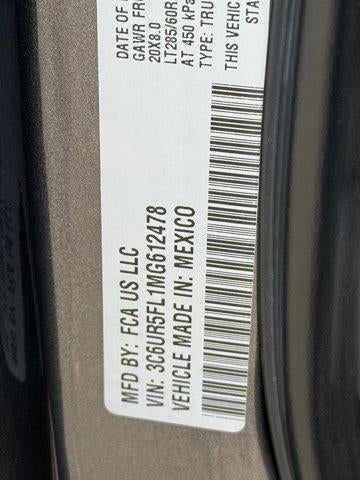 DATE OF
GAWR FR
20X8.0
LT285/60R
AT 450 kPa
TYPE: TRU
THIS VEHIC
STA
MFD BY: FCA US LLC
VIN: 3C6UR5FL1MG612478
VEHICLE MADE IN: MEXICO